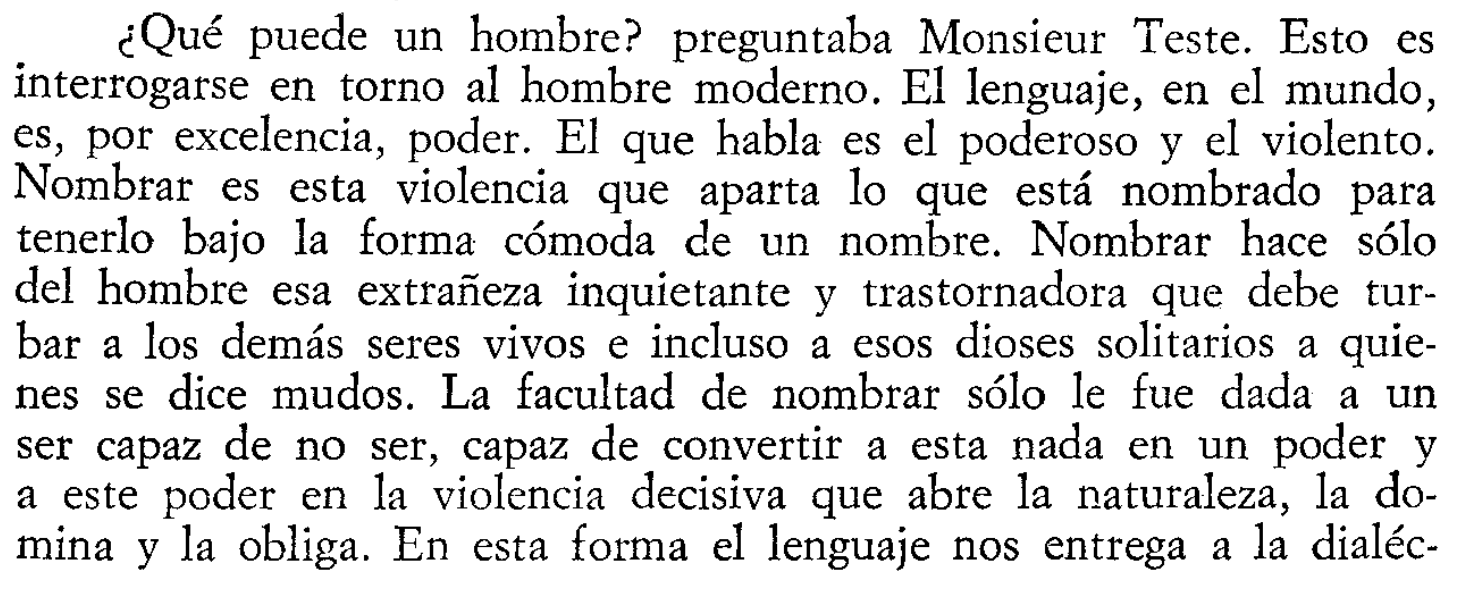 ¿Qué puede un hombre? preguntaba Monsieur Teste. Esto es
interrogarse en torno al hombre moderno. El lenguaje, en el mundo,
es, por excelencia, poder. El que habla es el poderoso y el violento.
Nombrar es esta violencia que aparta lo que está nombrado para
tenerlo bajo la forma cómoda de un nombre. Nombrar hace sólo
del hombre esa extrañeza inquietante y trastornadora que debe tur-
bar a los demás seres vivos e incluso a esos dioses solitarios a quie-
nes se dice mudos. La facultad de nombrar sólo le fue dada a un
ser capaz de no ser, capaz de convertir a esta nada en un poder y
a este poder en la violencia decisiva que abre la naturaleza, la do-
mina y la obliga. En esta forma el lenguaje nos entrega a la dialéc-